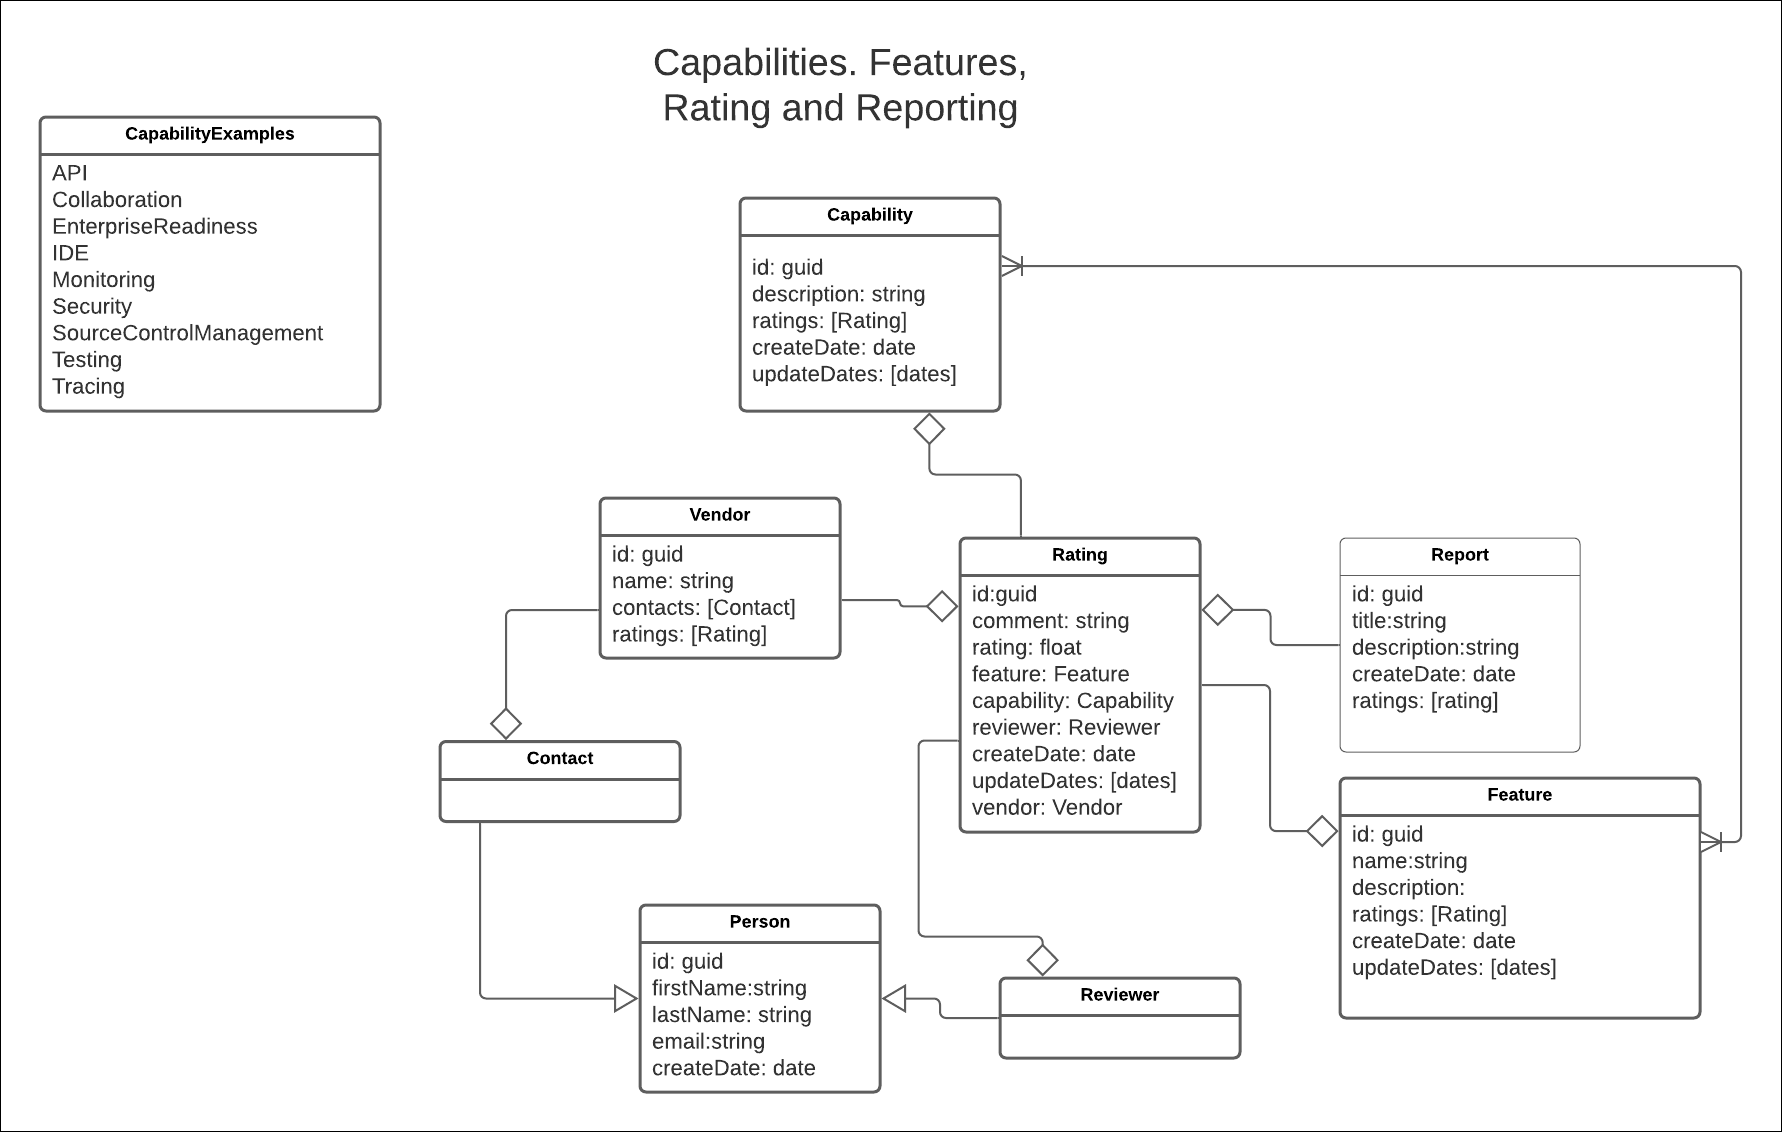 Capabilities. Features,
Rating and Reporting
CapabilityExamples
API
Collaboration
EnterpriseReadiness
IDE
Monitoring
Security
SourceControlManagement
Testing
Tracing
Capability
id: guid
description: string
ratings: [Rating]
createDate: date
updateDates: [dates]
Vendor
id: guid
name: string
contacts: [Contact]
ratings: [Rating]
Rating
id:guid
comment: string
rating: float
feature: Feature
capability: Capability
reviewer: Reviewer
createDate: date
updateDates: [dates]
vendor: Vendor
Report
id: guid
title:string
description:string
createDate: date
ratings: [rating]
Contact
Feature
id: guid
name:string
description:
ratings: [Rating]
createDate: date
updateDates: [dates]
Person
id: guid
firstName:string
lastName: string
email:string
createDate: date
Reviewer